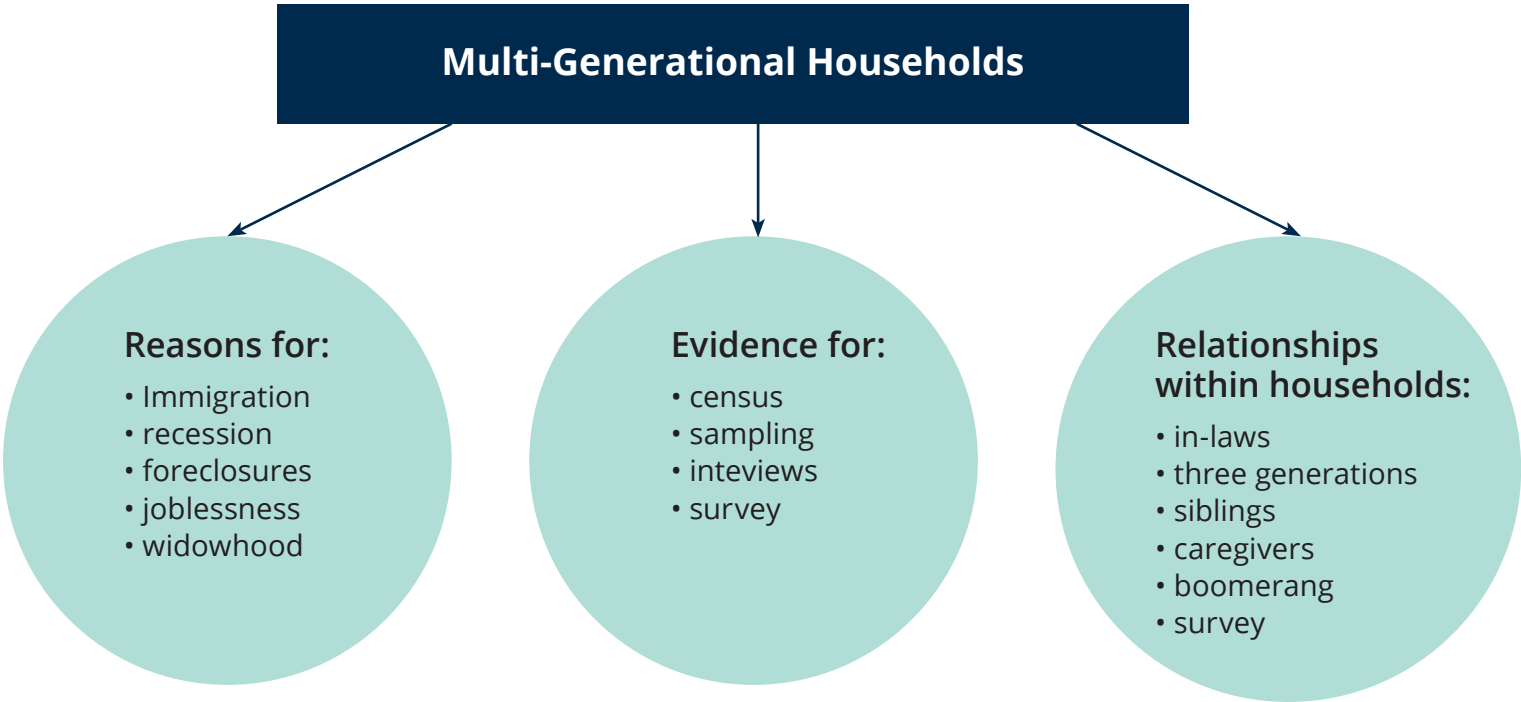 Multi-Generational Households
Reasons for:
• Immigration
• recession
• foreclosures
• joblessness
• widowhood
Evidence for:
• census
• sampling
• inteviews
• survey
Relationships
within households:
• in-laws
• three generations
• siblings
• caregivers
• boomerang
• survey